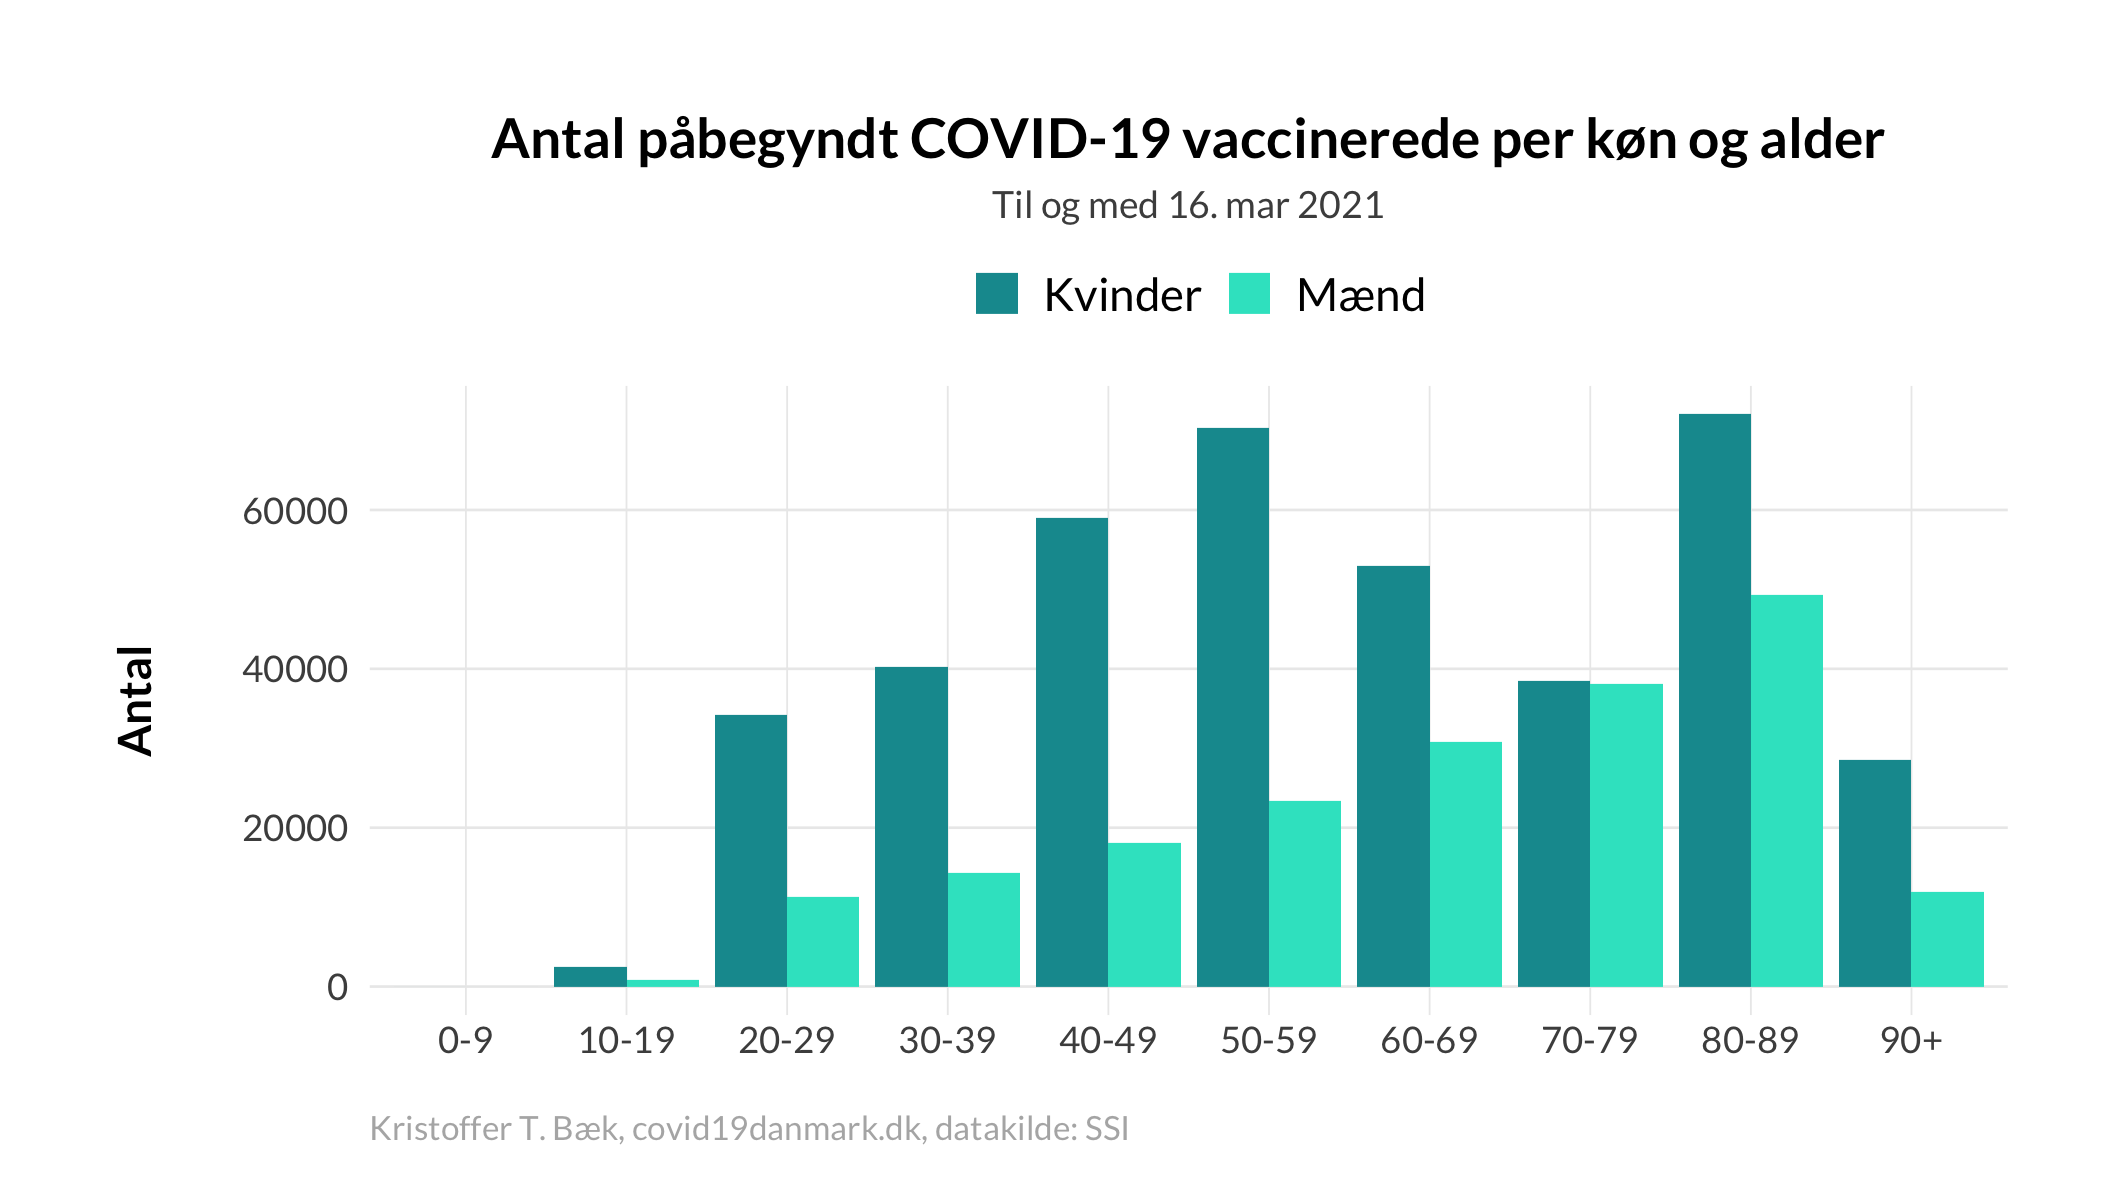 Antal påbegyndt COVID-19 vaccinerede per køn og alder
Til og med 16. mar 2021
Kvinder Mænd
Antal
60000
40000
20000
0
0-9 10-19 20-29 30-39 40-49 50-59 60-69 70-79 80-89 90+
Kristoffer T. Bæk, covid19danmark.dk, datakilde: SSI